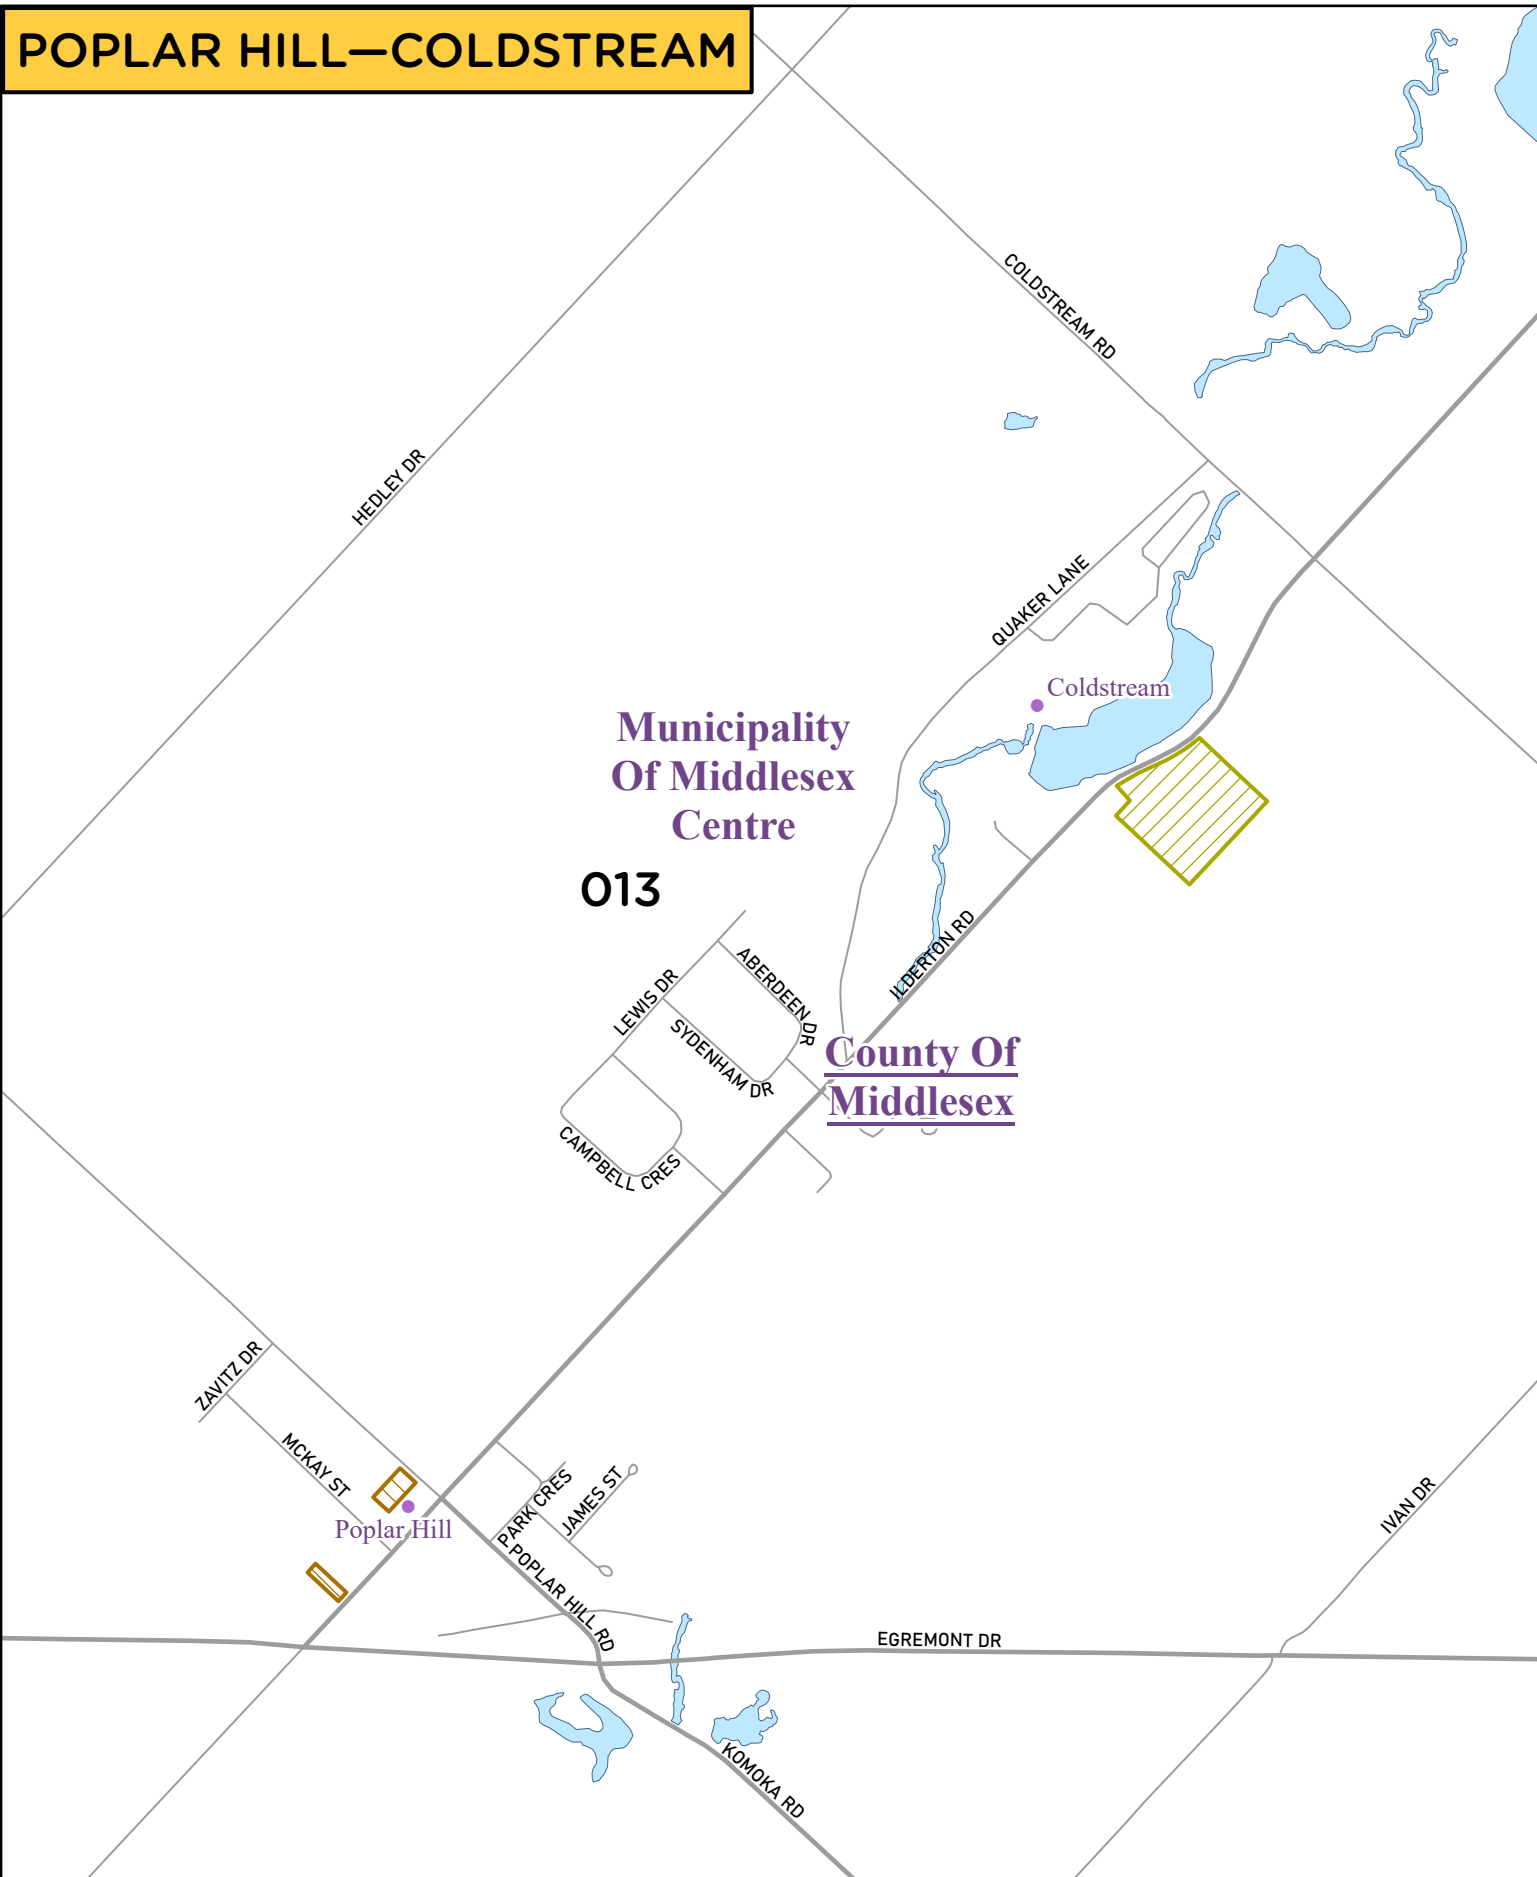 POPLAR HILL—COLDSTREAM
COLDSTREAM RD
HEDLEY DR
QUAKER LANE
Coldstream
Municipality
Of Middlesex
Centre
013
ILDERTON RD
ABERDEEN DR
LEWIS DR
SYDENHAM DR
County Of
Middlesex
CAMPBELL CRES
ZAVITZ DR
MCKAY ST
PARK CRES
JAMES ST
IVAN DR
Poplar Hill
POPLAR HILL RD
EGREMONT DR
KOMOKA RD